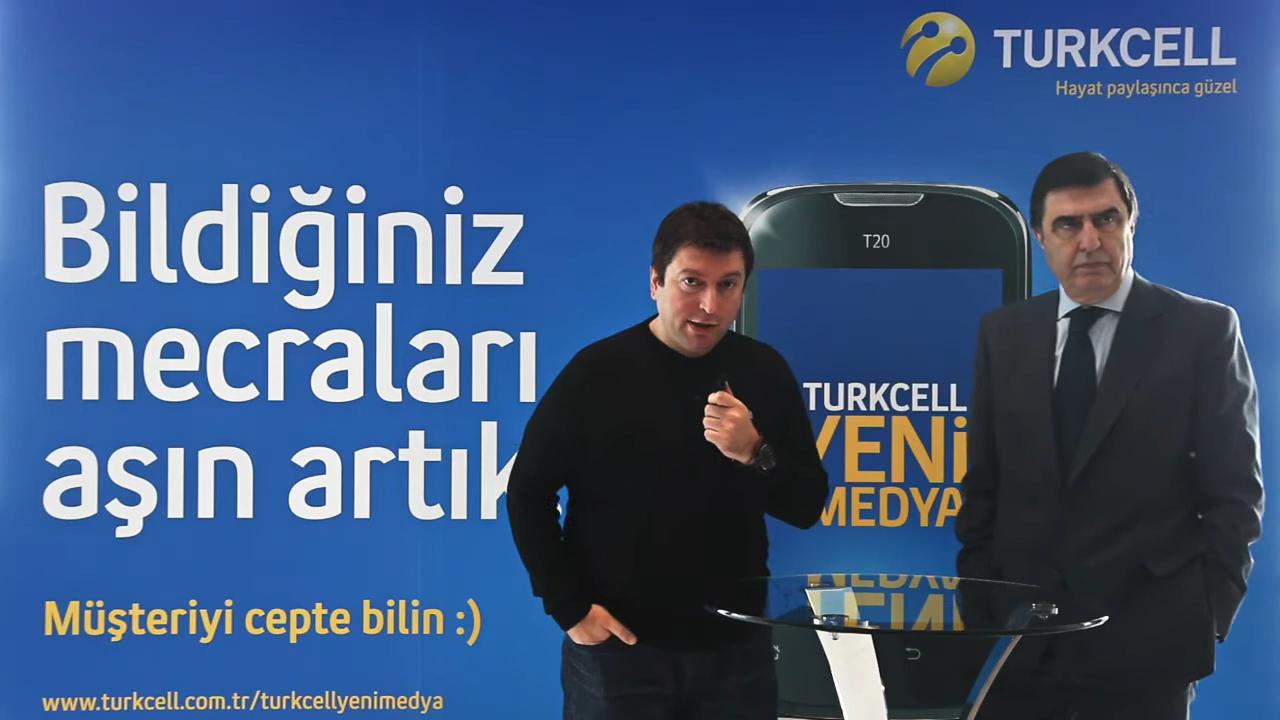 TURKCELL
Hayat paylaşınca güzel
Bildiğiniz
mecraları
aşın artık
T20
TURKCELL
YENİ
MEDYA
Müşteriyi cepte bilin :)
www.turkcell.com.tr/turkcellyenimedya